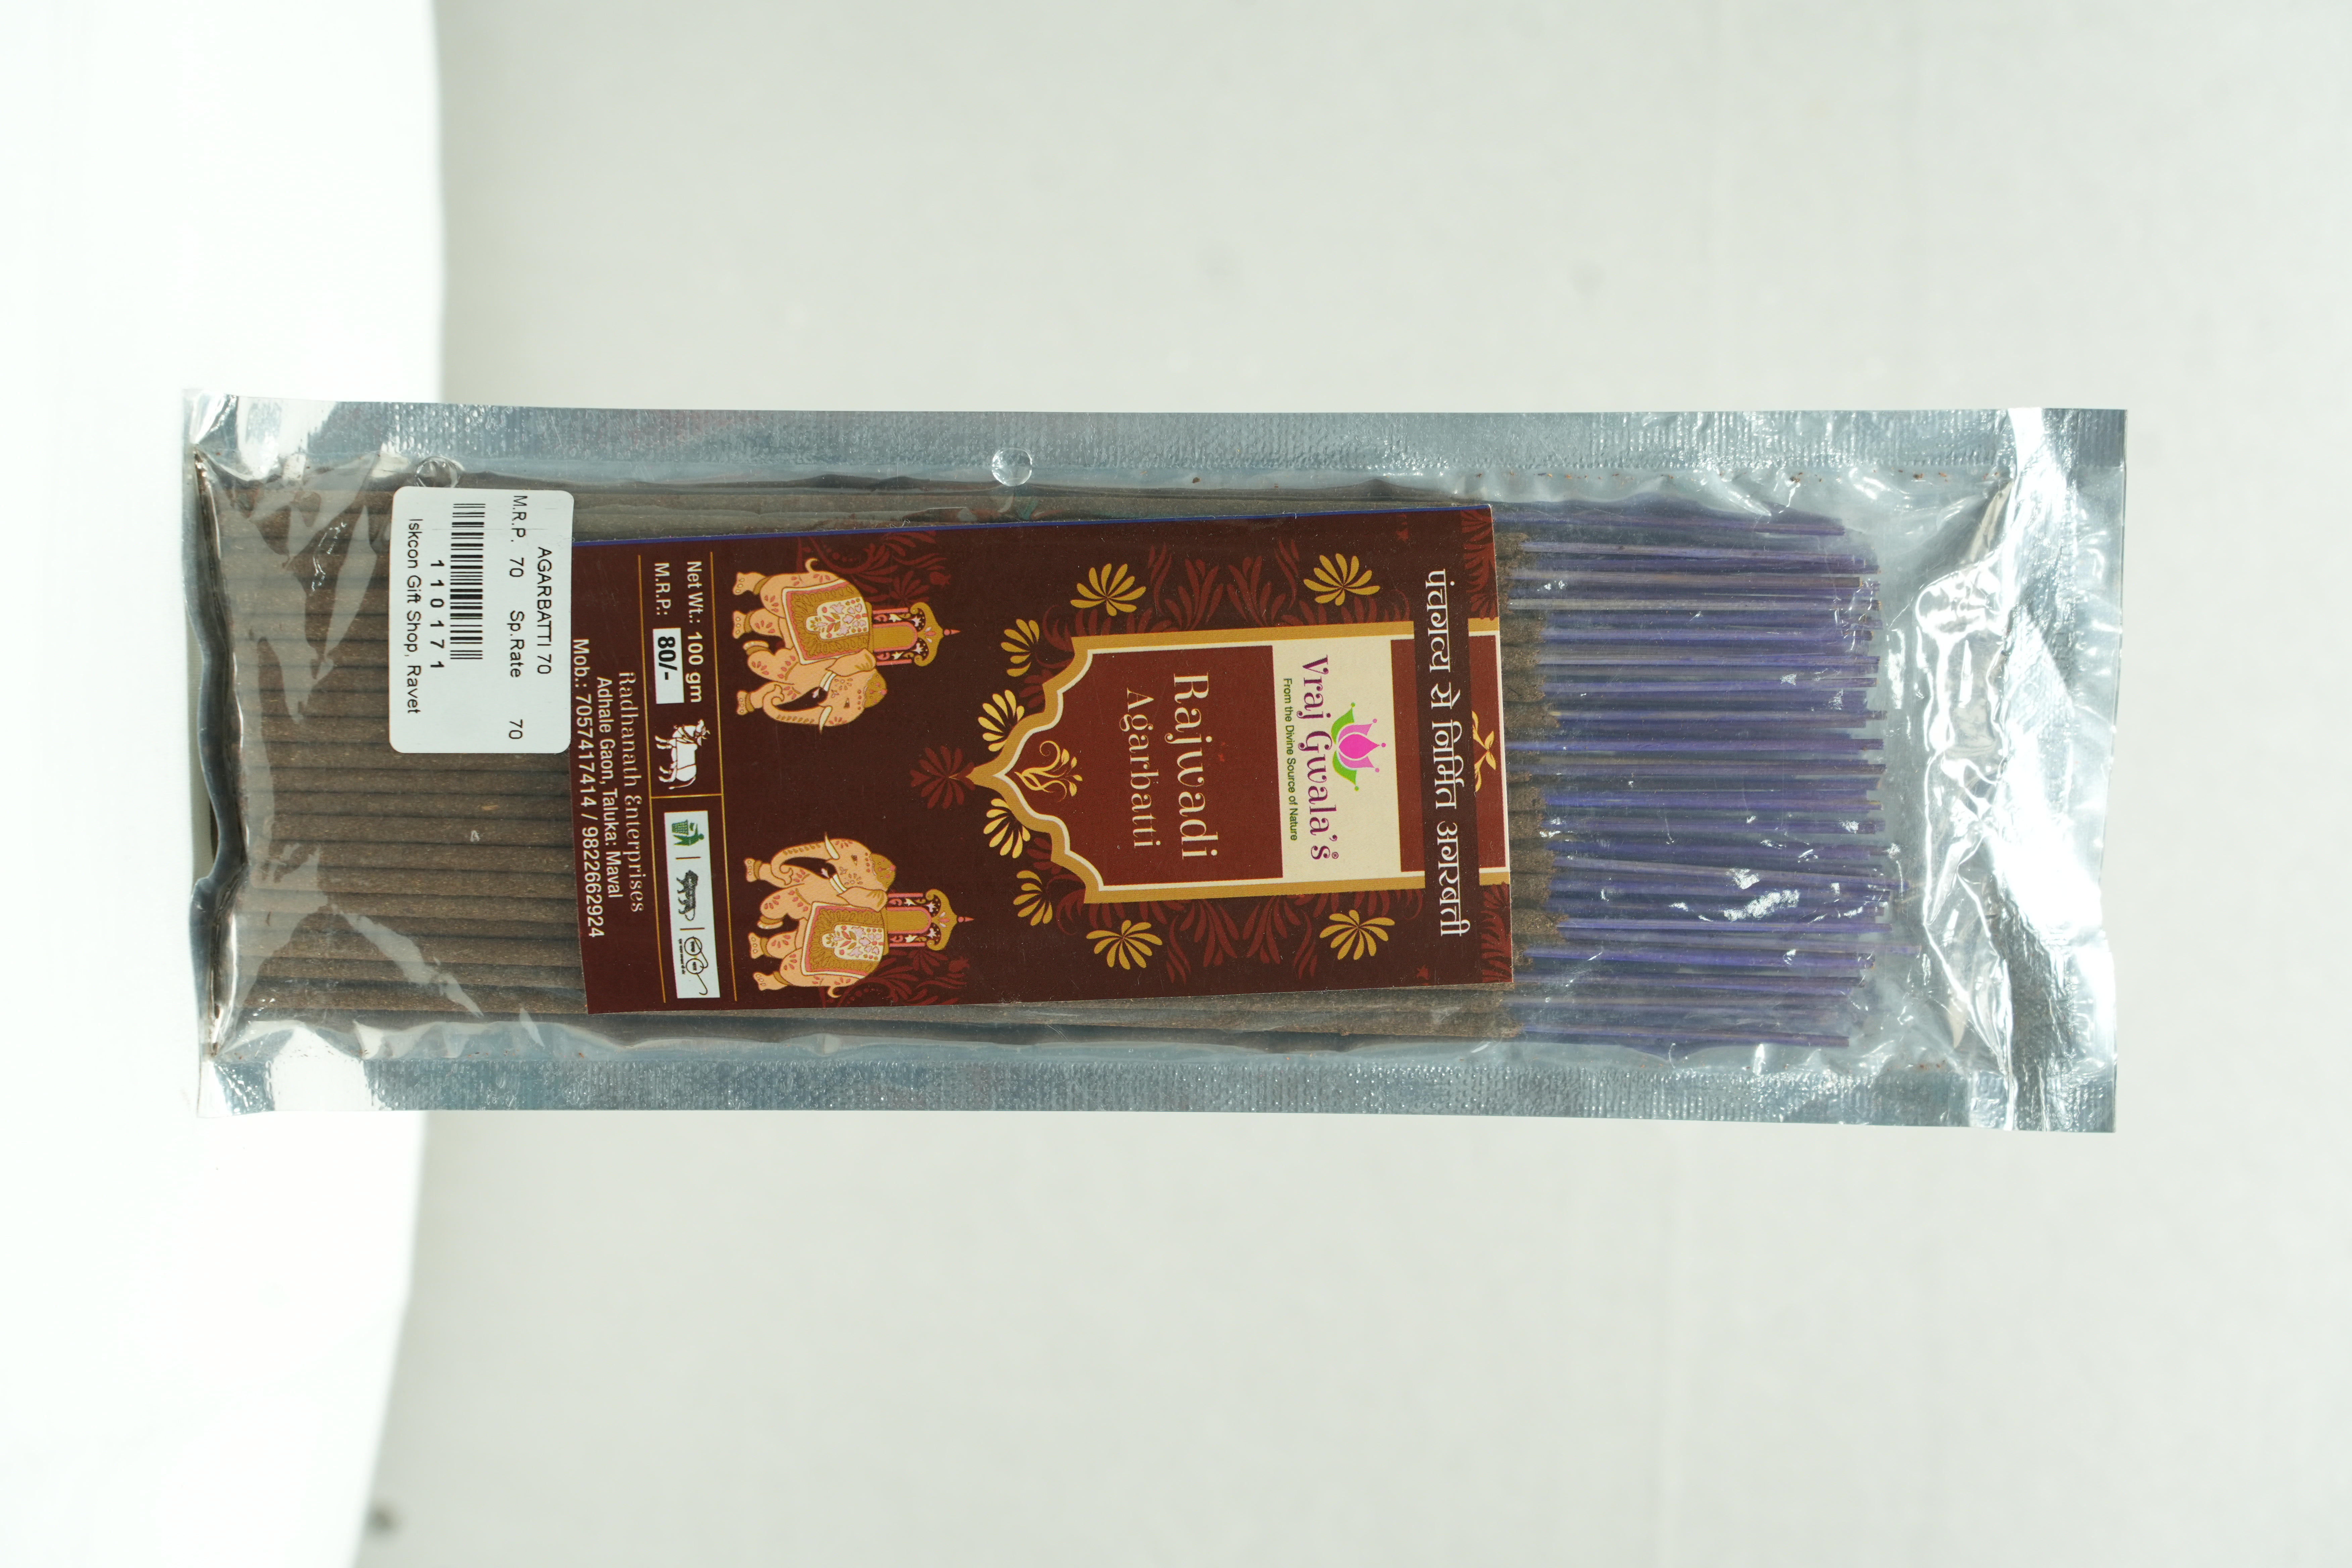 पंचगव्य से निर्मित अगरबत्ती
Vraj Gwala's®
From the Divine Source of Nature
Rajwadi
Agarbatti
Net Wt.: 100 gm
M.R.P.: 80/-
Radhanath Enterprises
Adhale Gaon, Taluka: Maval
Mob.: 7057417414 / 9822662924
AGARBATTI 70
M.R.P. 70 Sp.Rate 70
110171
Iskcon Gift Shop, Ravet